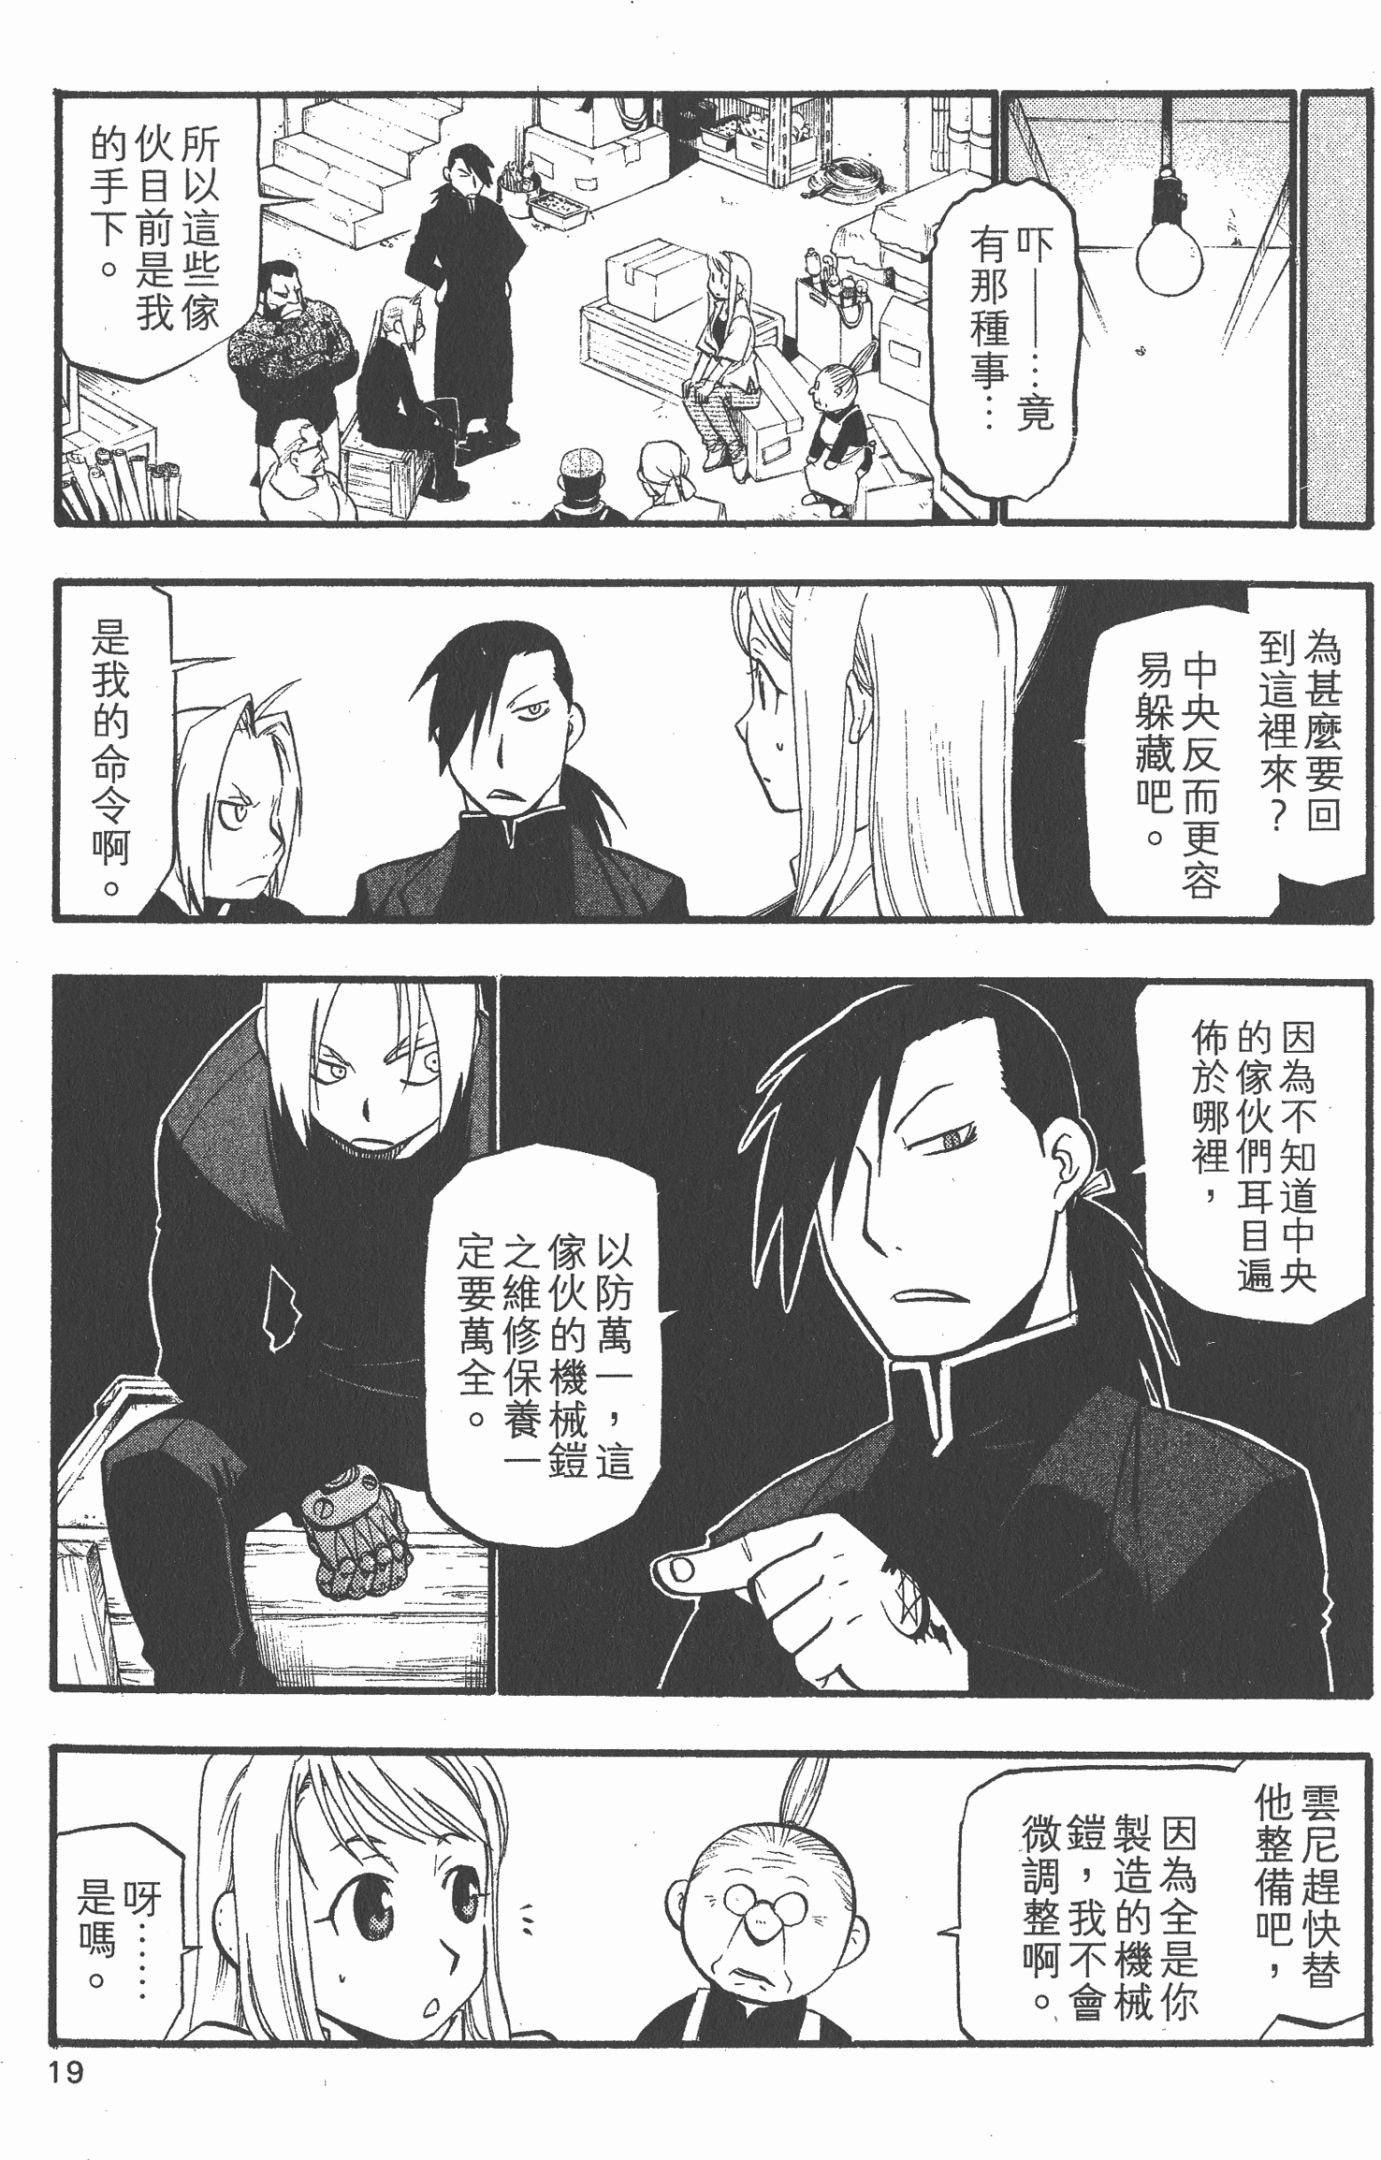 吓——…竟
有那種事…
所以這些傢
伙目前是我
的手下。
為甚麼要回
到這裡來？
中央反而更容
易躲藏吧。
是我的命令啊。
因為不知道中央
的傢伙們耳目遍
佈於哪裡，
以防萬一，這
傢伙的機械鎧
之維修保養一
定要萬全。
雲尼趕快替
他整備吧，
因為全是你
製造的機械
鎧，我不會
微調整啊。
呀……
是嗎。
19